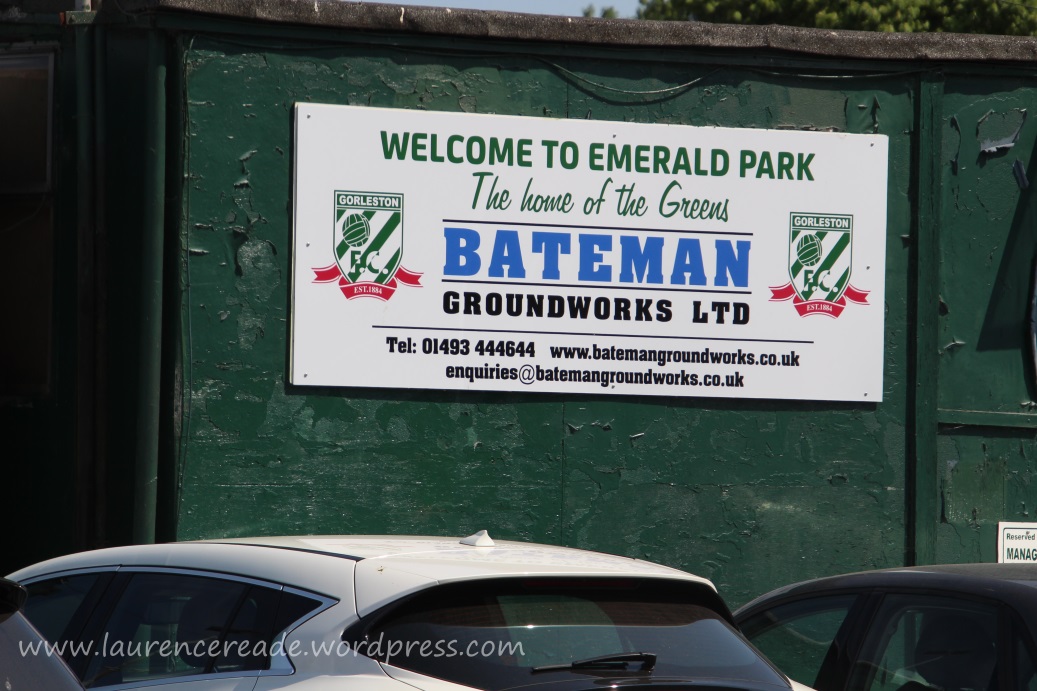 WELCOME TO EMERALD PARK
The home of the Greens
GORLESTON
F.C.
EST.1884
BATEMAN
GROUNDWORKS LTD
GORLESTON
F.C.
EST.1884
Tel: 01493 444644 www.batemangroundworks.co.uk
enquiries@batemangroundworks.co.uk
Reserved
www.laurencereade.wordpress.com